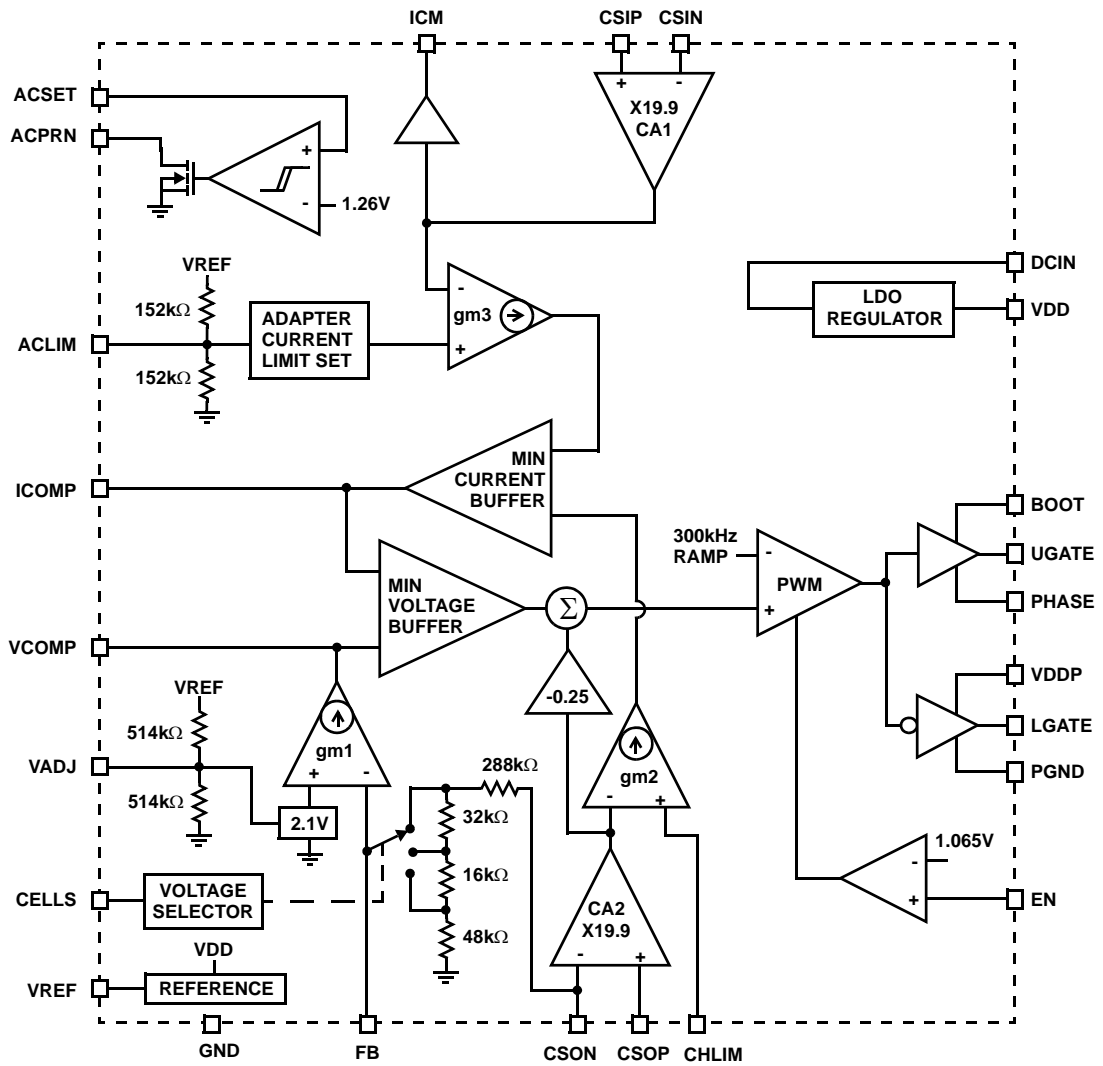 ICM
CSIP
CSIN
ACSET
ACPRN
+
-
X19.9
CA1
+
-
1.26V
VREF
152kΩ
152kΩ
ACLIM
ADAPTER
CURRENT
LIMIT SET
-
gm3
+
DCIN
LDO
REGULATOR
VDD
ICOMP
MIN
CURRENT
BUFFER
MIN
VOLTAGE
BUFFER
Σ
300kHz
RAMP
-
PWM
+
BOOT
UGATE
PHASE
VCOMP
VREF
514kΩ
VADJ
514kΩ
gm1
+
-
2.1V
-0.25
gm2
-
+
VDDP
LGATE
PGND
288kΩ
32kΩ
16kΩ
48kΩ
CELLS
VOLTAGE
SELECTOR
CA2
X19.9
-
+
1.065V
-
+
EN
VDD
VREF
REFERENCE
GND
FB
CSON
CSOP
CHLIM